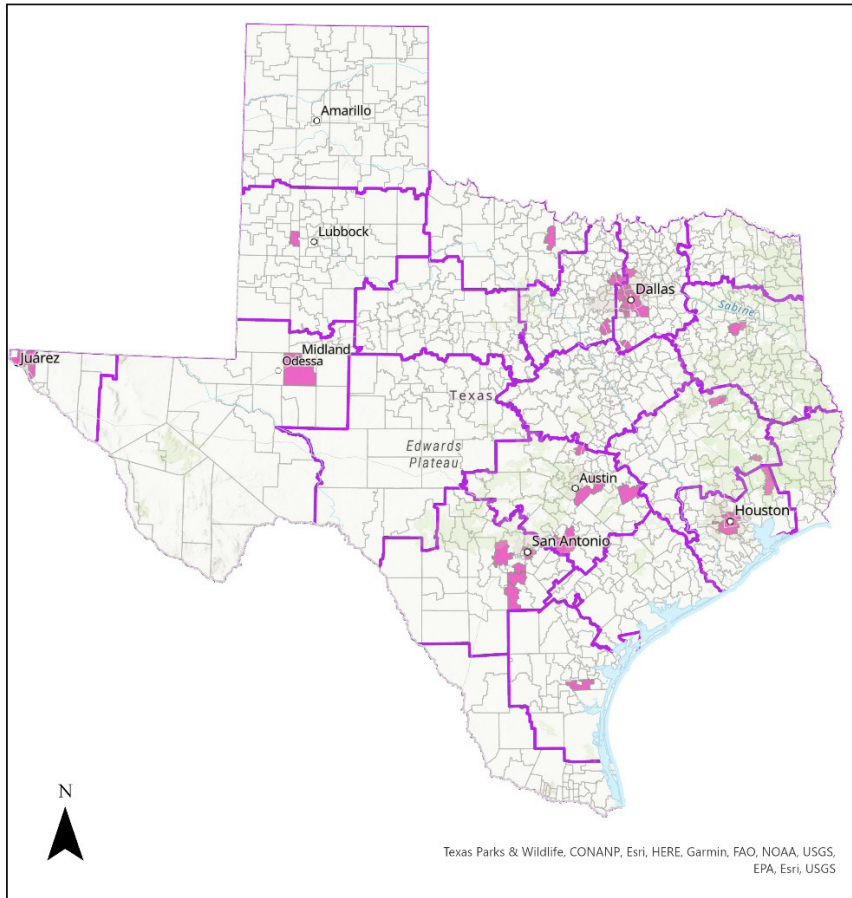 Amarillo
Lubbock
Dallas
Sabine
Juárez
Midland
Odessa
Texas
Edwards
Plateau
Austin
Houston
San Antonio
N
Texas Parks & Wildlife, CONANP, Esri, HERE, Garmin, FAO, NOAA, USGS,
EPA, Esri, USGS